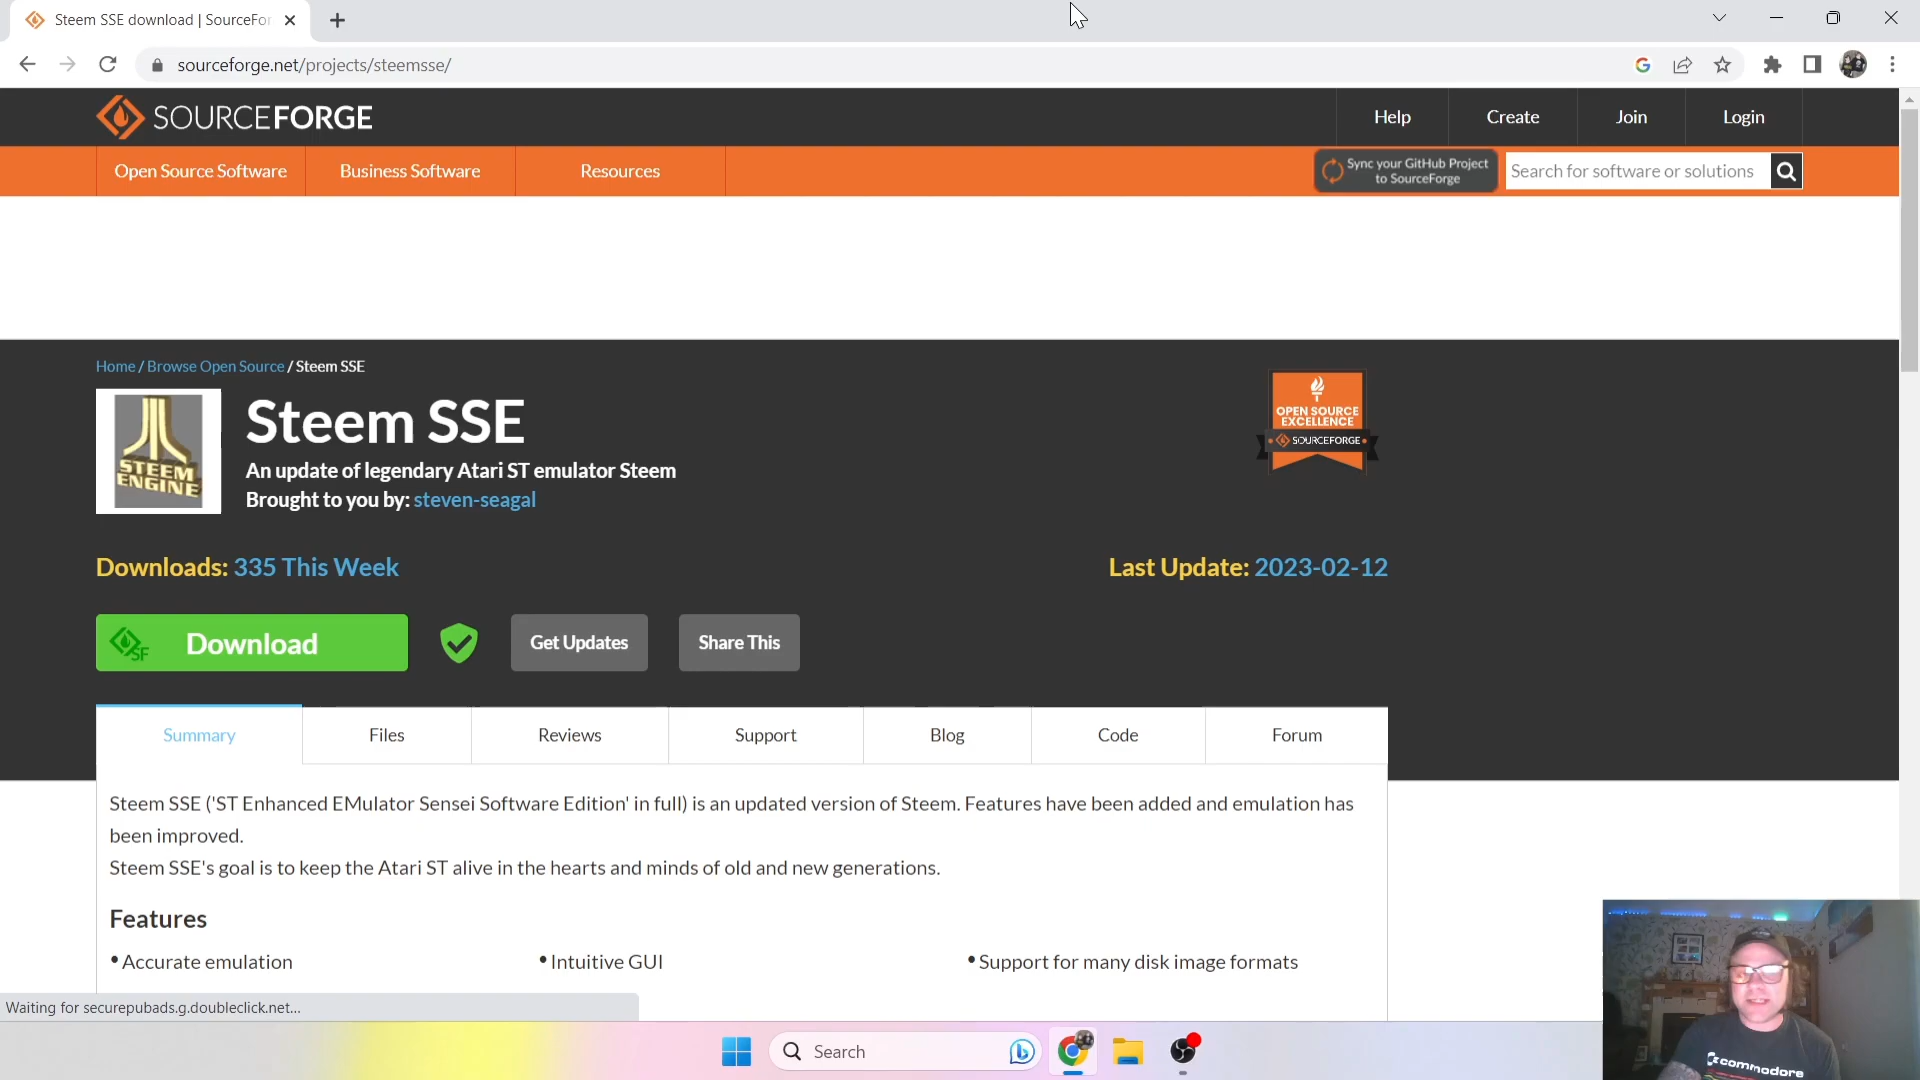 Steem SSE download | SourceFor
sourceforge.net/projects/steemsse/
SOURCEFORGE
Help
Create
Join
Login
Open Source Software
Business Software
Resources
Sync your GitHub Project
to SourceForge
Search for software or solutions
Home / Browse Open Source / Steem SSE
STEEM
ENGINE
Steem SSE
An update of legendary Atari ST emulator Steem
Brought to you by: steven-seagal
OPEN SOURCE
EXCELLENCE
SOURCEFORGE
Downloads: 335 This Week
Last Update: 2023-02-12
SF
Download
Get Updates
Share This
Summary
Files
Reviews
Support
Blog
Code
Forum
Steem SSE ('ST Enhanced EMulator Sensei Software Edition' in full) is an updated version of Steem. Features have been added and emulation has
been improved.
Steem SSE's goal is to keep the Atari ST alive in the hearts and minds of old and new generations.
Features
• Accurate emulation
• Intuitive GUI
• Support for many disk image formats
Waiting for securepubads.g.doubleclick.net...
Search
commodore